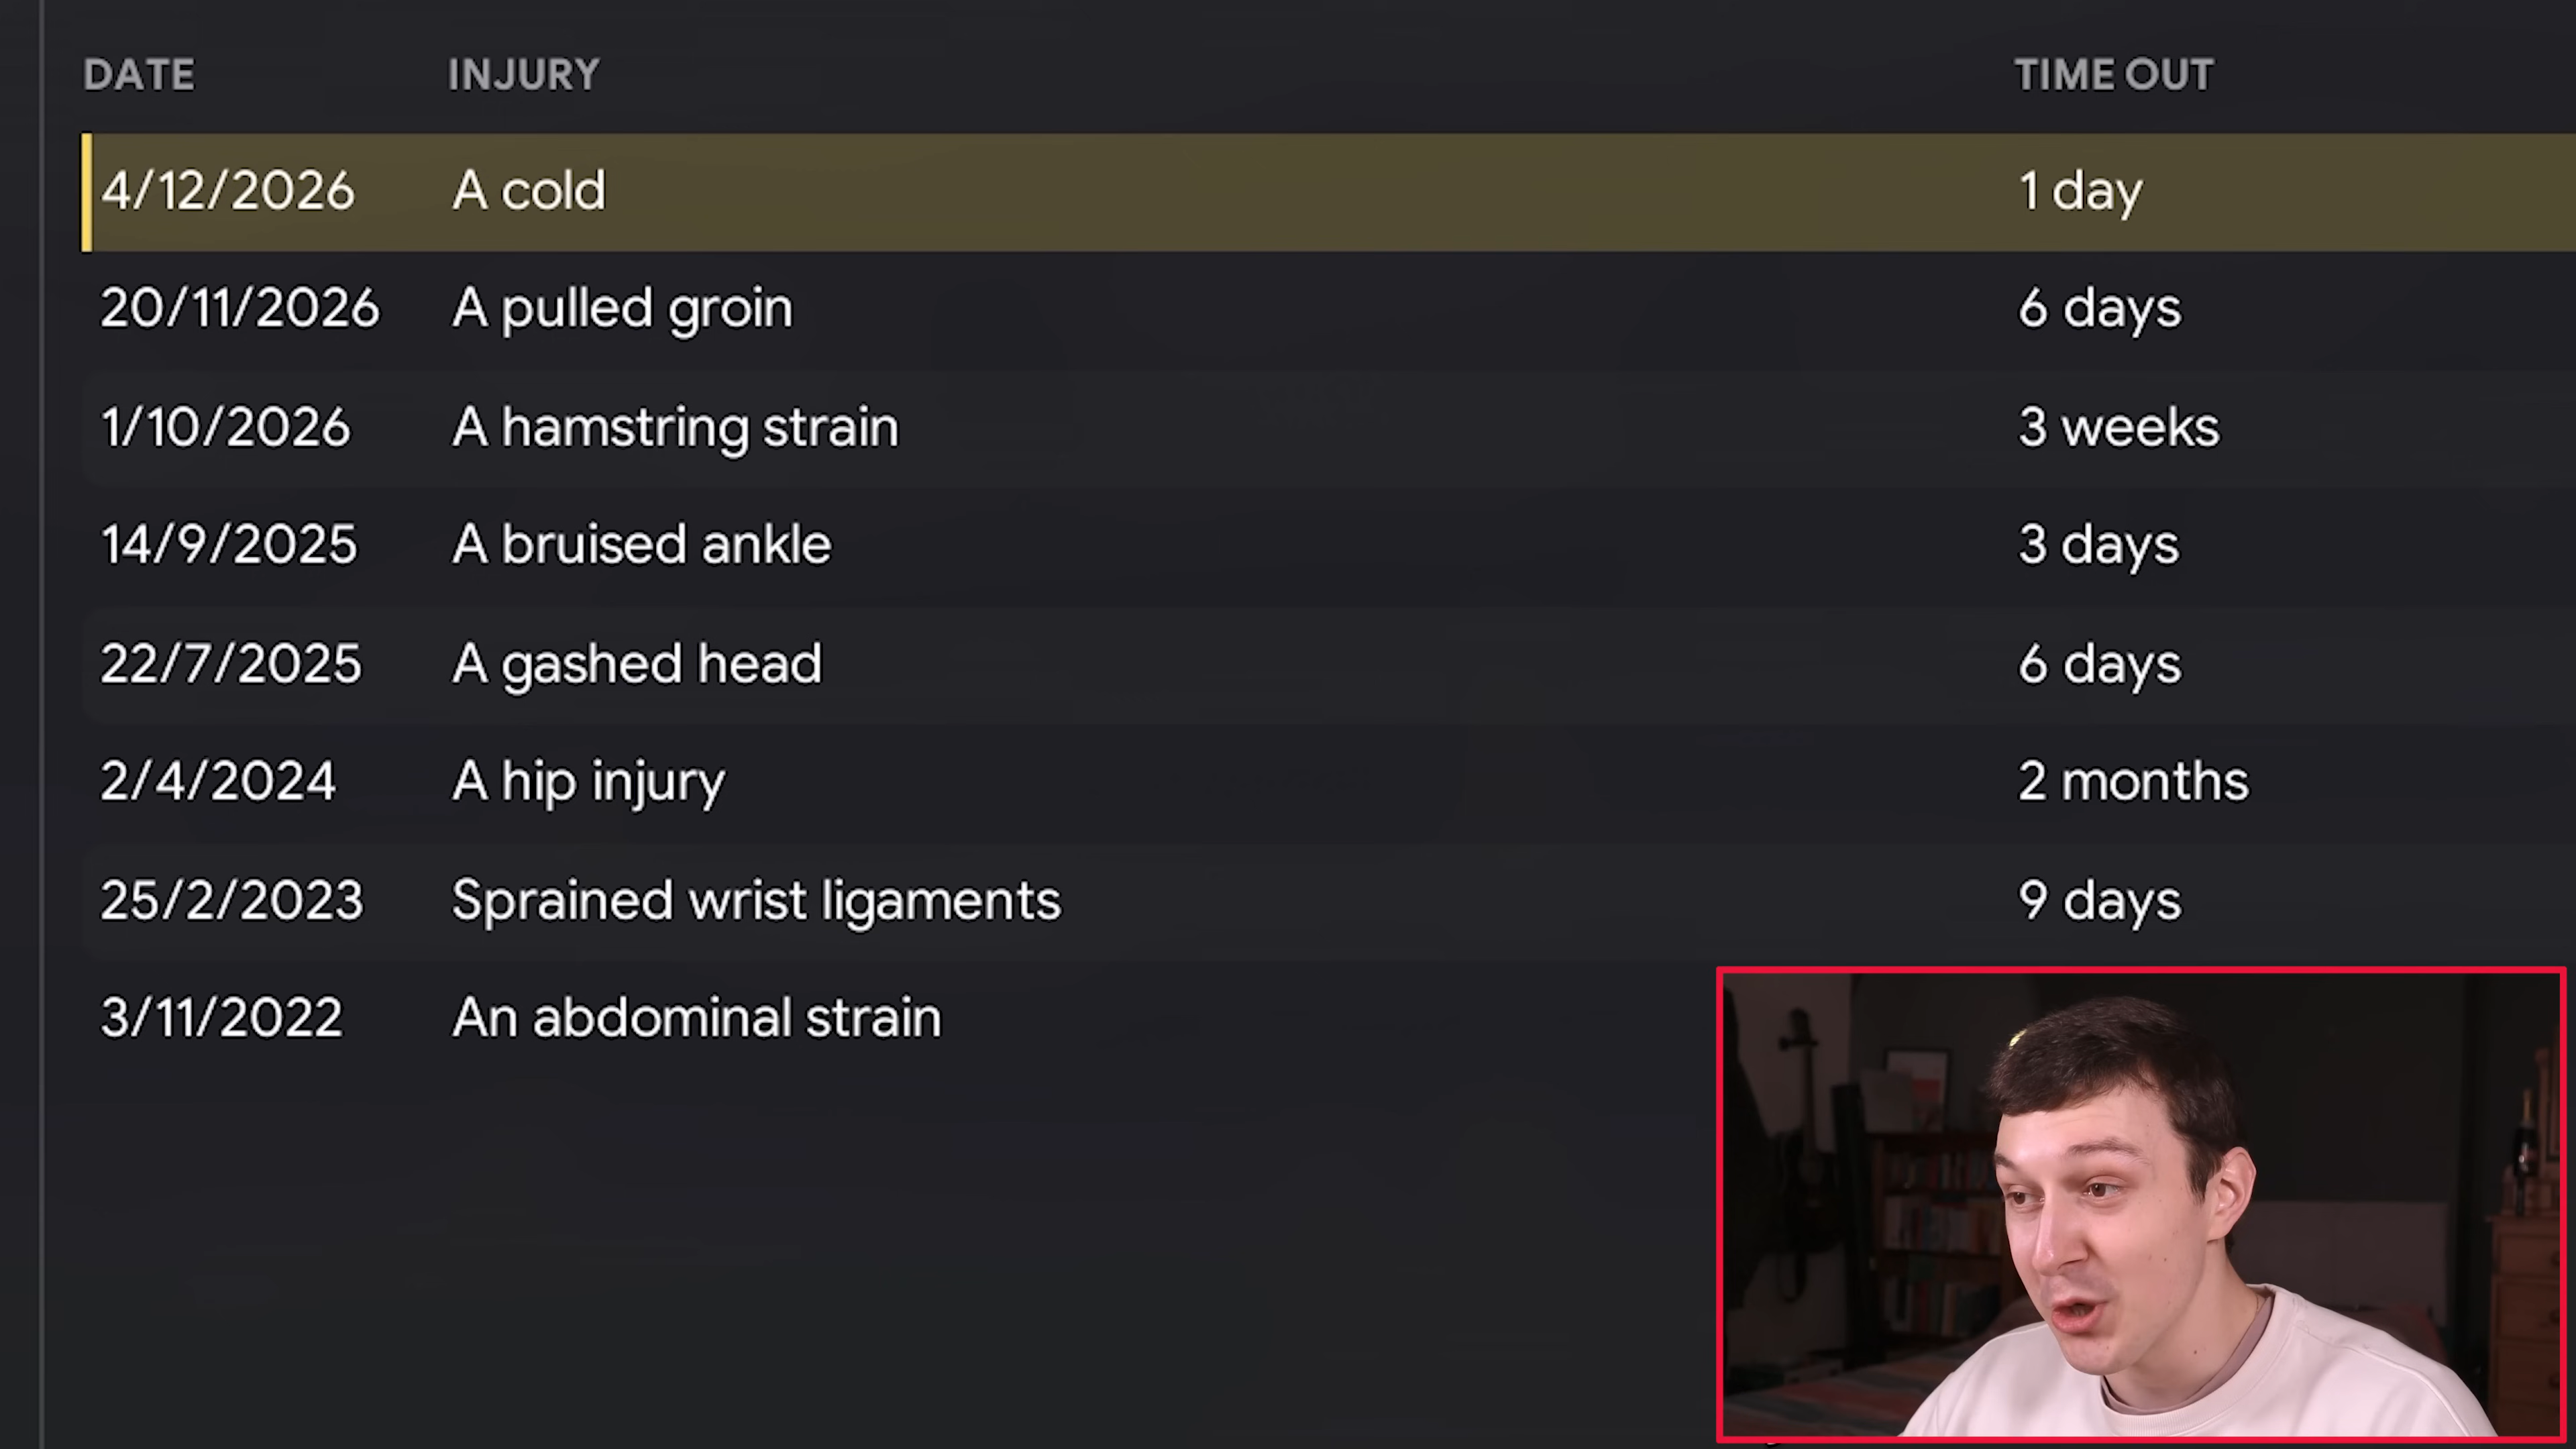 DATE INJURY TIME OUT
4/12/2026 A cold 1 day
20/11/2026 A pulled groin 6 days
1/10/2026 A hamstring strain 3 weeks
14/9/2025 A bruised ankle 3 days
22/7/2025 A gashed head 6 days
2/4/2024 A hip injury 2 months
25/2/2023 Sprained wrist ligaments 9 days
3/11/2022 An abdominal strain